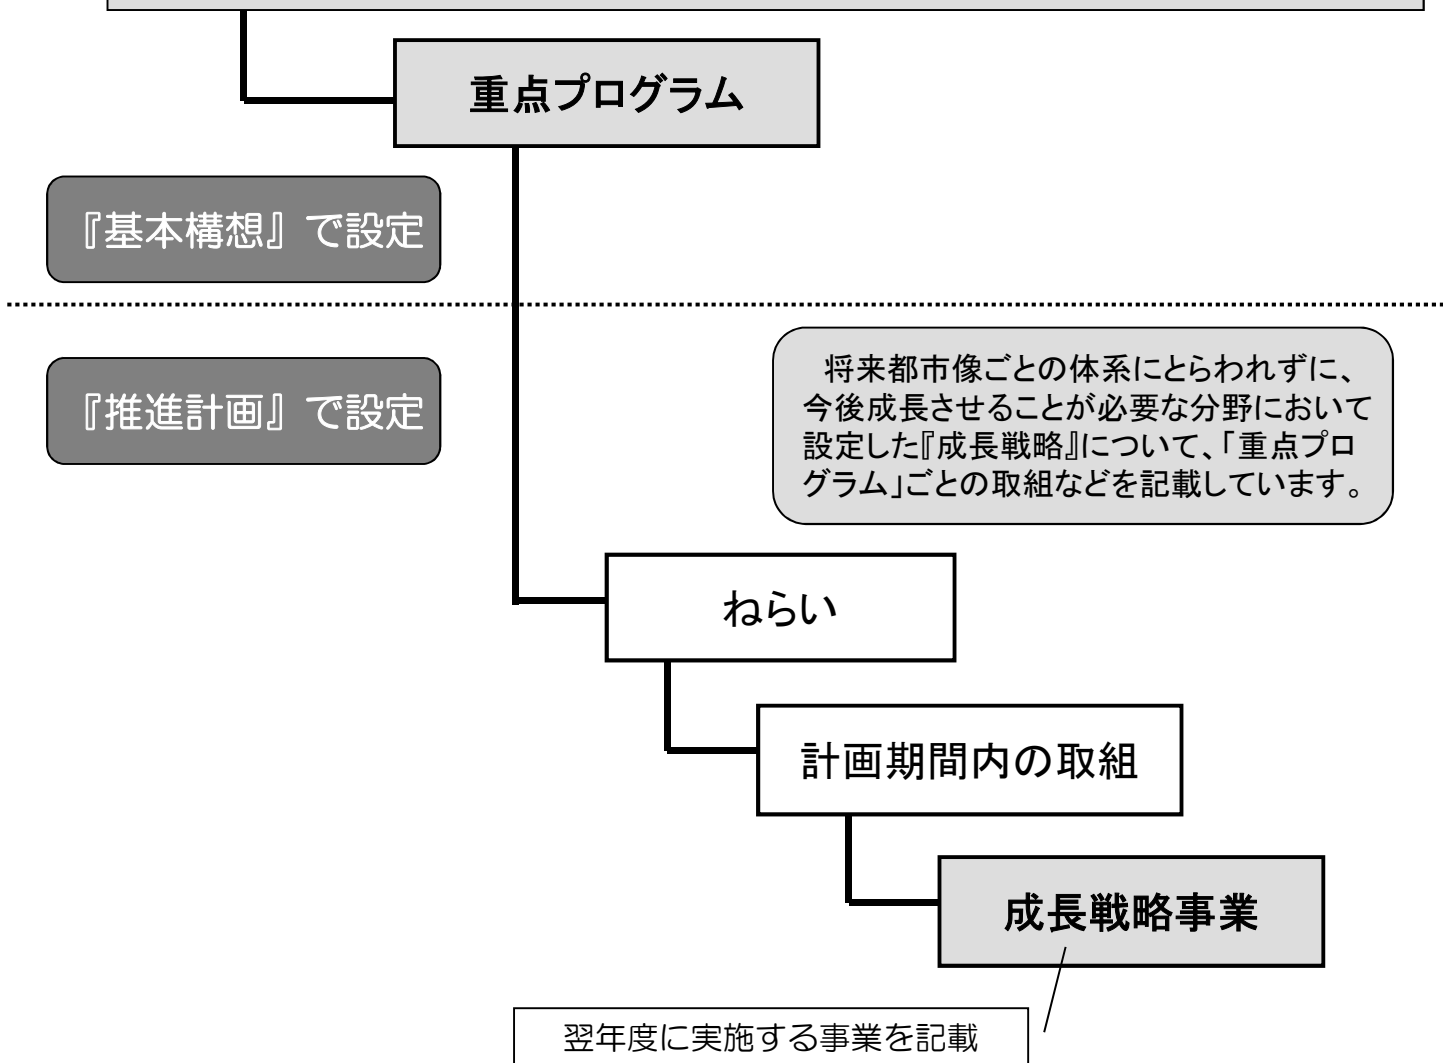 重点プログラム
『基本構想』で設定
『推進計画』で設定
将来都市像ごとの体系にとらわれずに、
今後成長させることが必要な分野において
設定した『成長戦略』について、「重点プロ
グラム」ごとの取組などを記載しています。
ねらい
計画期間内の取組
成長戦略事業
翌年度に実施する事業を記載